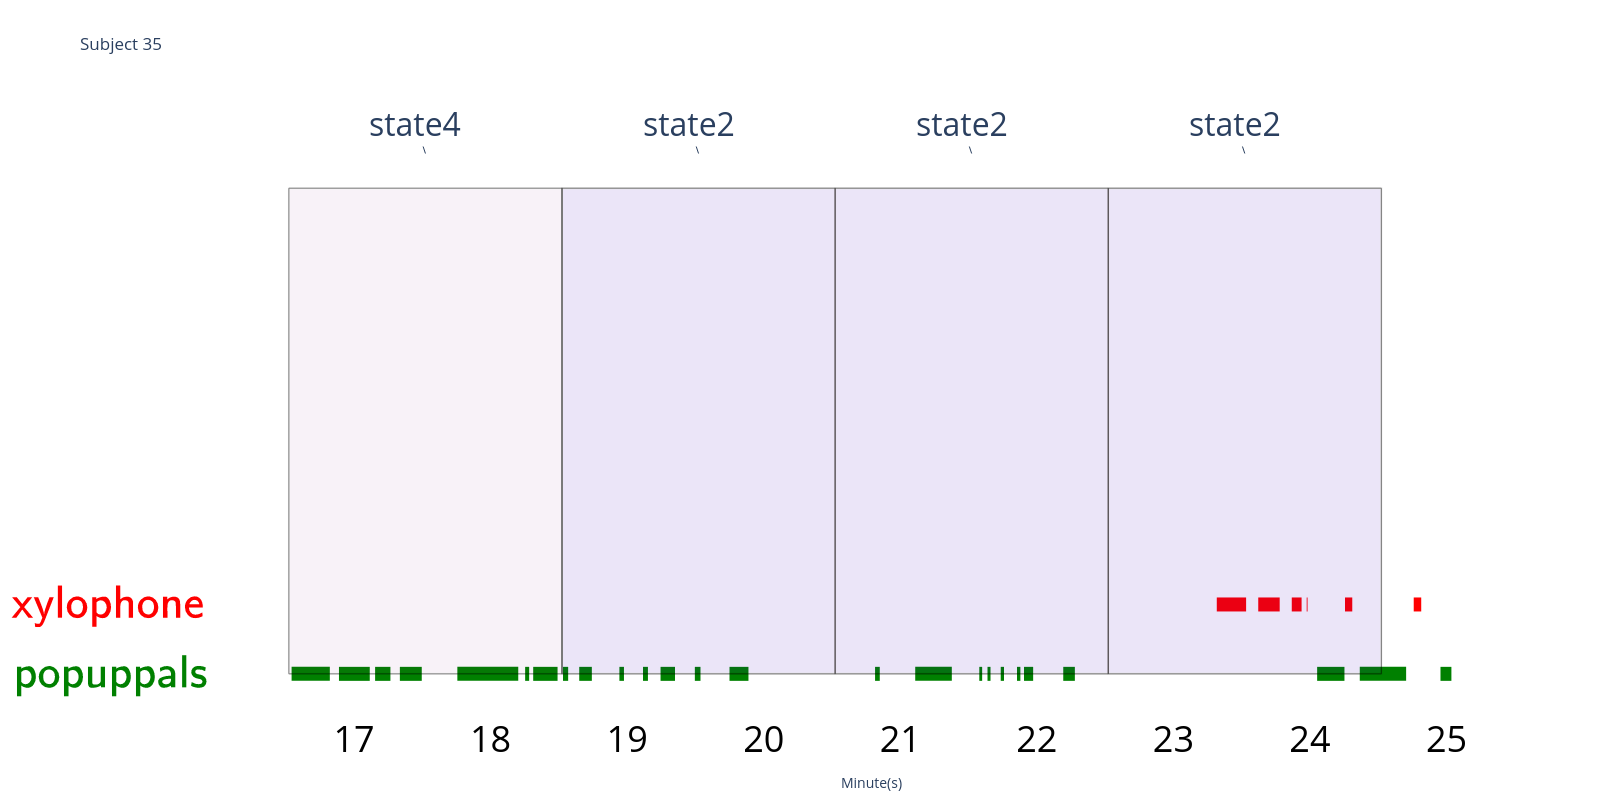 Subject 35
state4 state2 state2 state2
xylophone
popuppals
17 18 19 20 21 22 23 24 25
Minute(s)